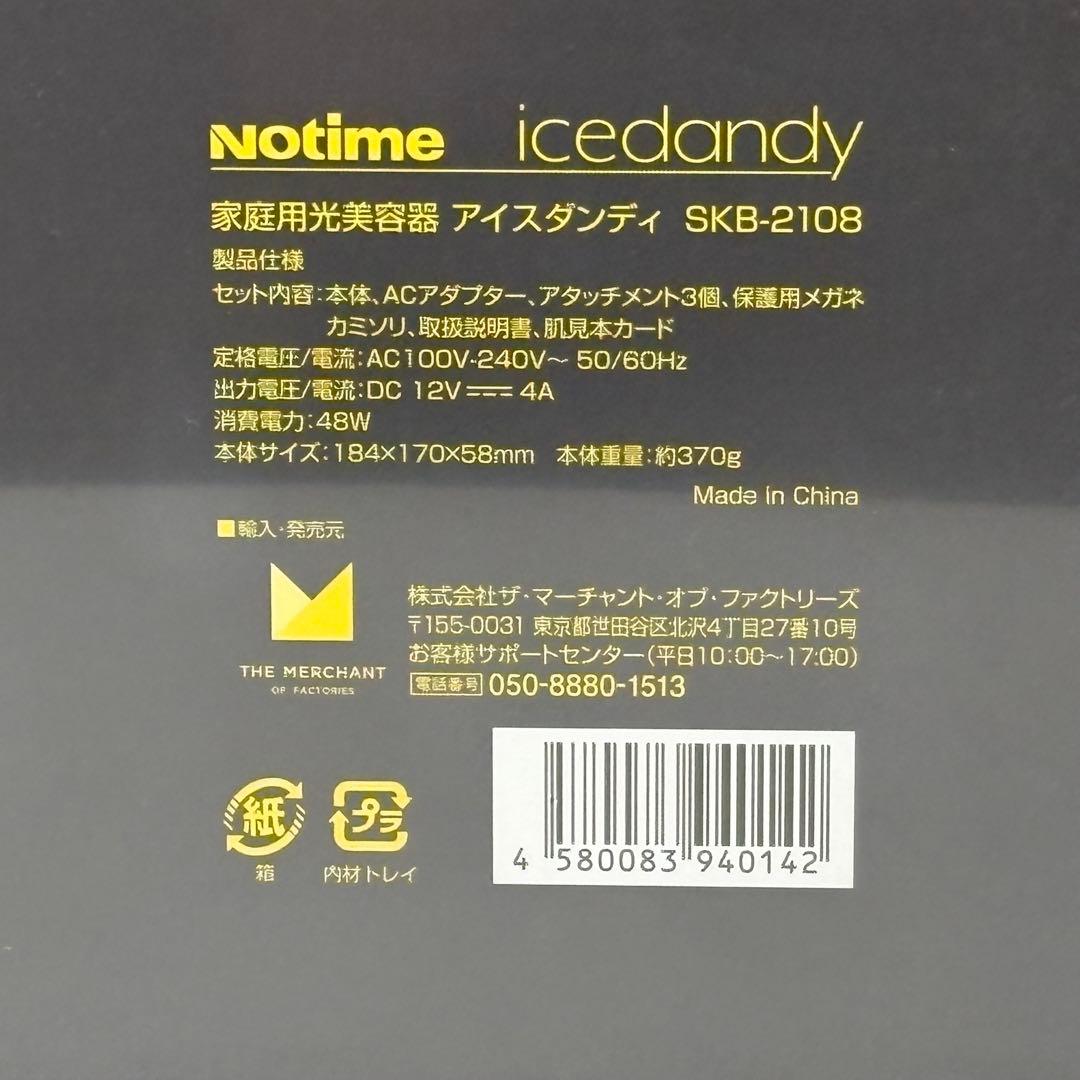 Notime icedandy
家庭用光美容器 アイスダンディ SKB-2108
製品仕様
セット内容:本体、ACアダプター、アタッチメント3個、保護用メガネ
カミソリ、取扱説明書、肌見本カード
定格電圧/電流:AC100V-240V～ 50/60Hz
出力電圧/電流:DC 12V⎓ 4A
消費電力:48W
本体サイズ:184×170×58mm 本体重量:約370g
Made in China
■輸入・発売元
THE MERCHANT
OF FACTORIES
株式会社ザ・マーチャント・オブ・ファクトリーズ
〒155-0031 東京都世田谷区北沢4丁目27番10号
お客様サポートセンター(平日10:00～17:00)
電話番号 050-8880-1513
紙
箱
プラ
内材トレイ
4 580083 940142